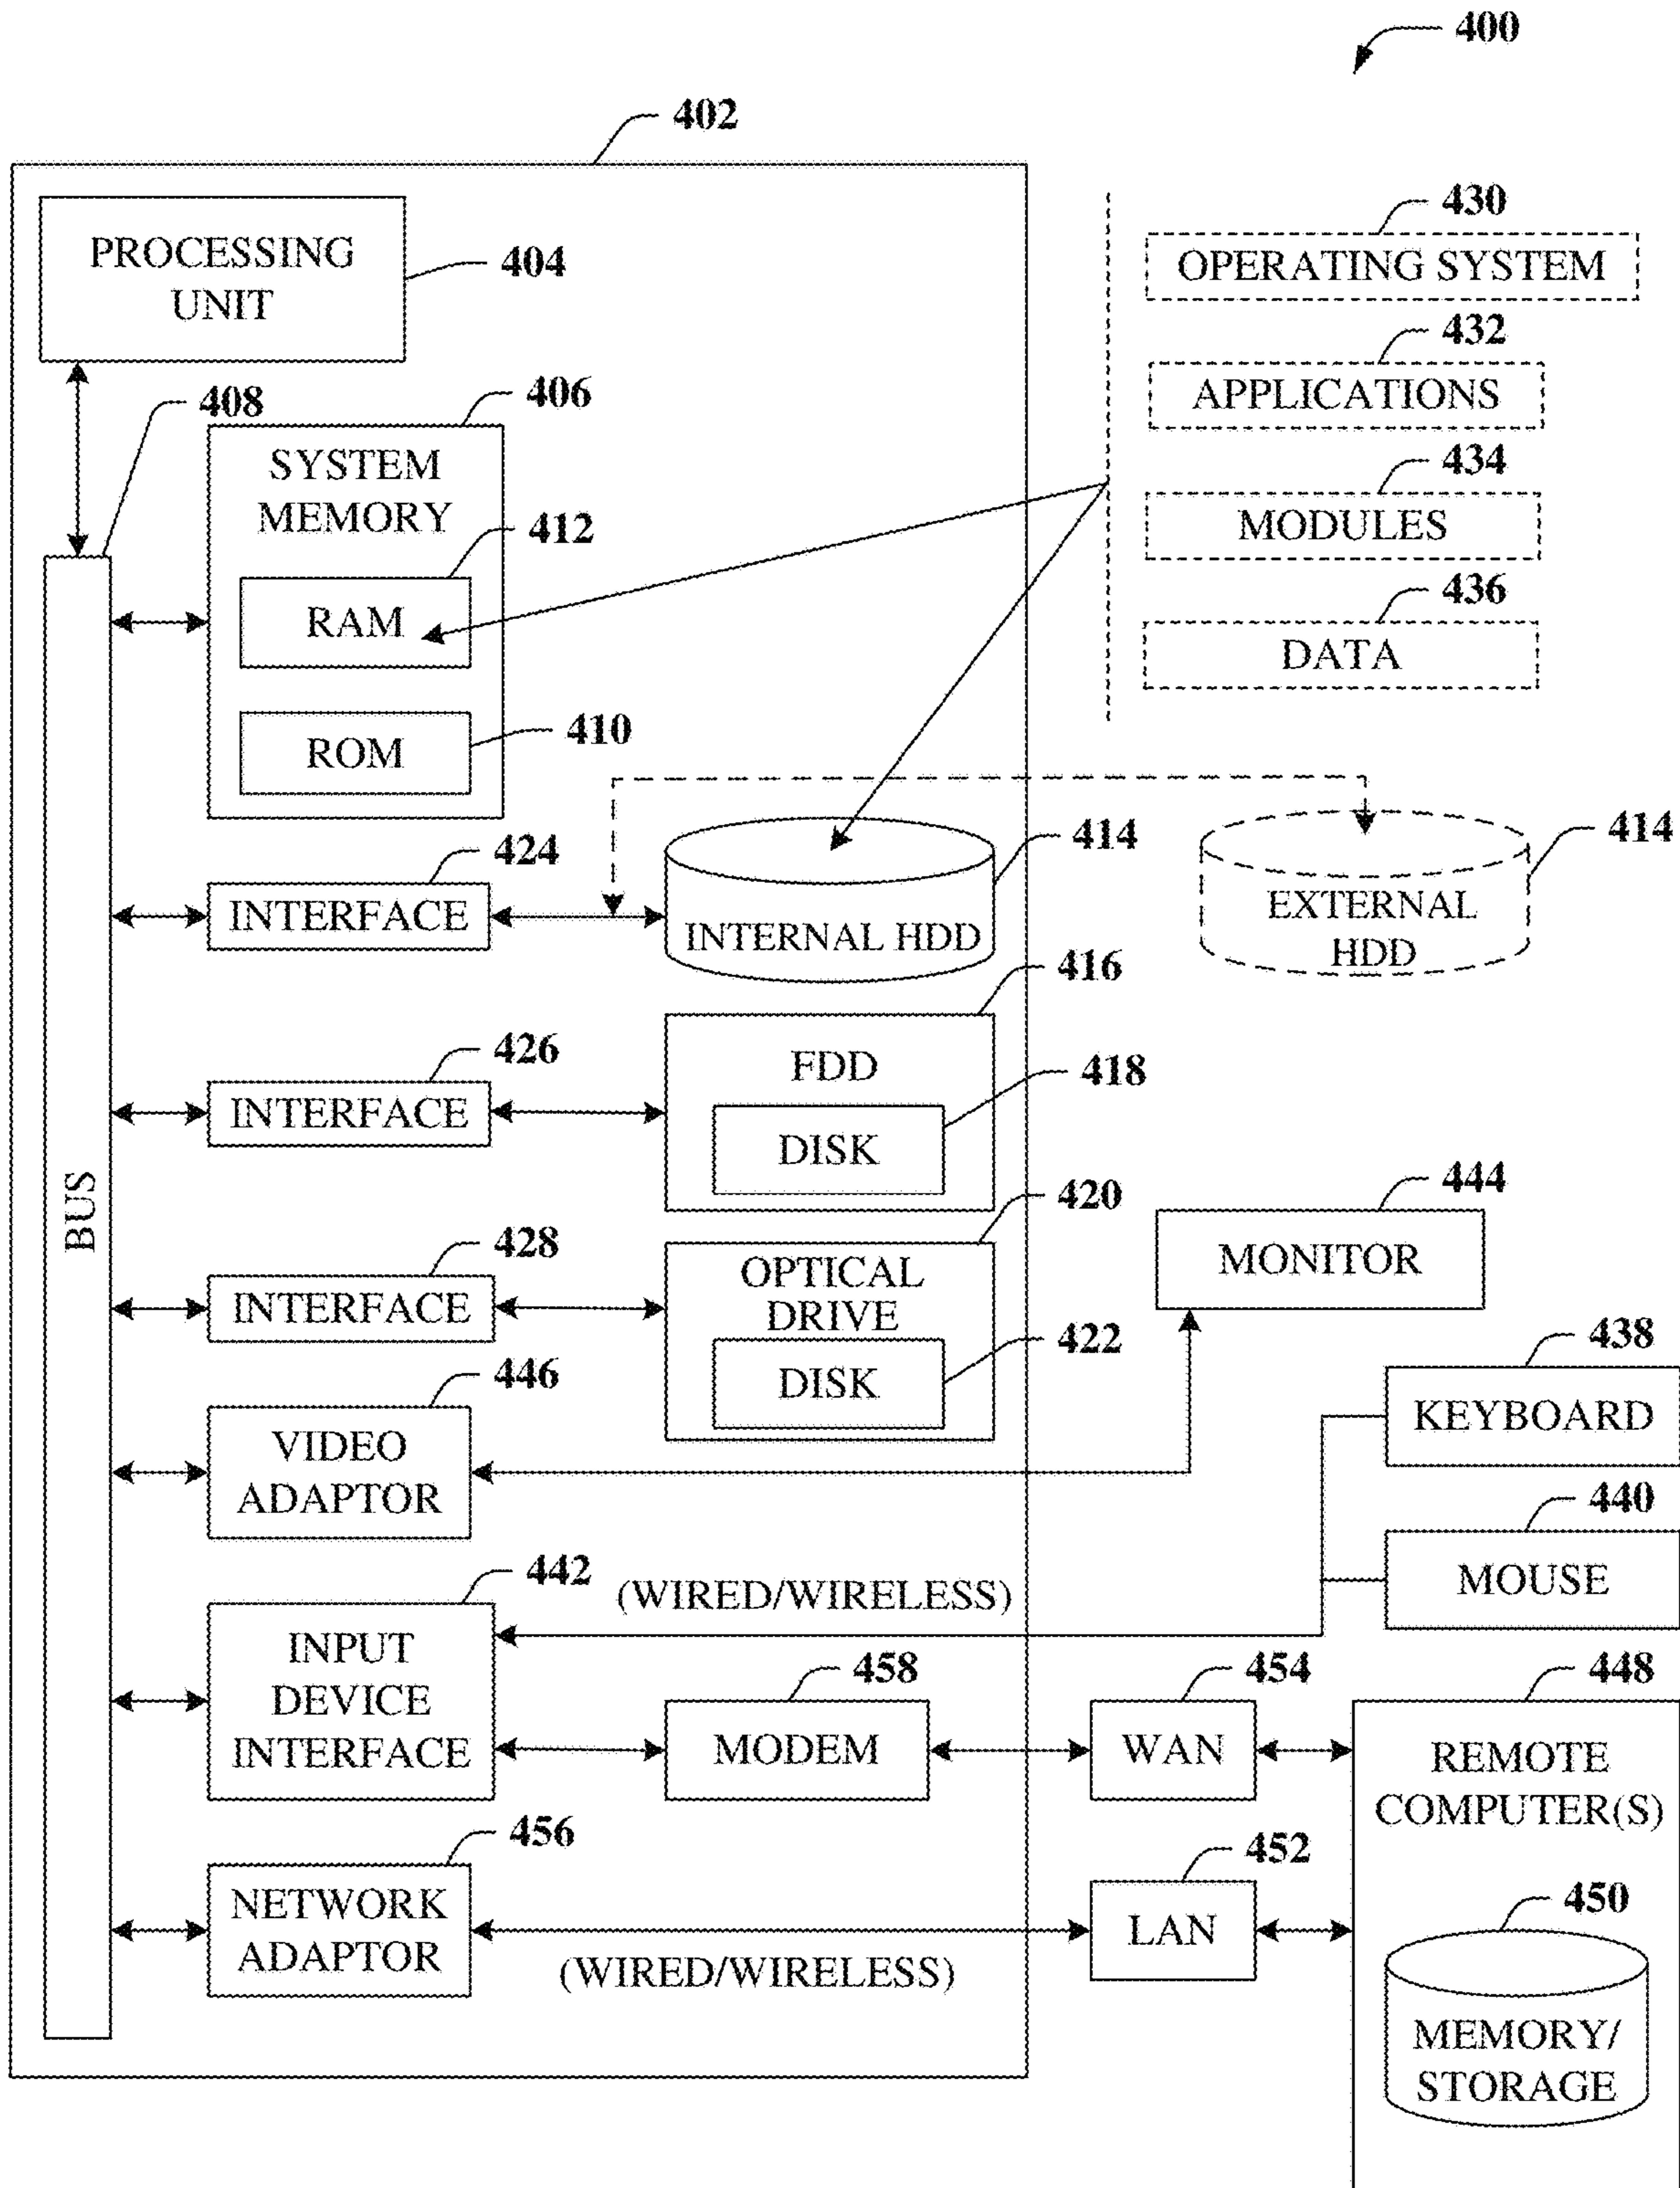 400
402
PROCESSING
UNIT
404
430
OPERATING SYSTEM
432
APPLICATIONS
434
MODULES
436
DATA
408
406
SYSTEM
MEMORY
412
RAM
410
ROM
BUS
424
INTERFACE
414
INTERNAL HDD
414
EXTERNAL
HDD
426
INTERFACE
416
FDD
418
DISK
428
INTERFACE
420
OPTICAL
DRIVE
422
DISK
444
MONITOR
446
VIDEO
ADAPTOR
438
KEYBOARD
440
MOUSE
442
(WIRED/WIRELESS)
INPUT
DEVICE
INTERFACE
458
MODEM
454
WAN
448
REMOTE
COMPUTER(S)
456
NETWORK
ADAPTOR
(WIRED/WIRELESS)
452
LAN
450
MEMORY/
STORAGE